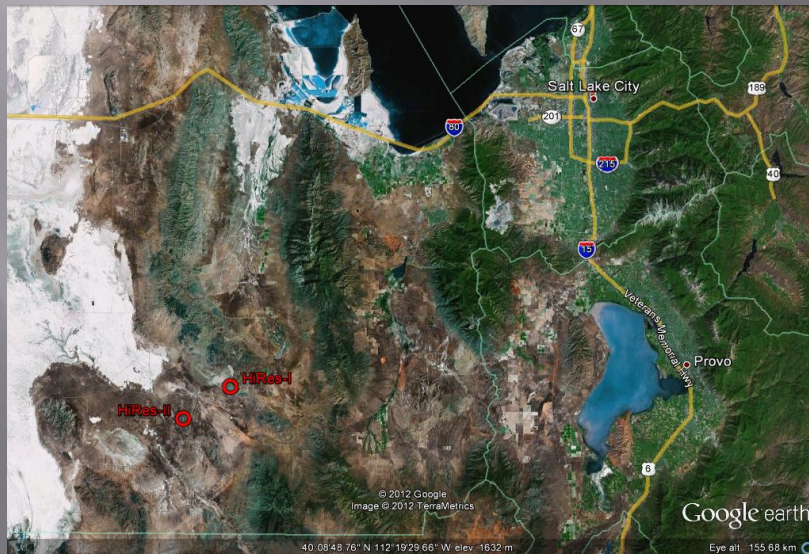 67
Salt Lake City
189
201
80
215
40
15
Veterans Memorial Hwy
Provo
HiRes-I
HiRes-II
6
© 2012 Google
Image © 2012 TerraMetrics
Google earth
40°08'48.76" N 112°19'29.66" W elev 1632 m
Eye alt 155.68 km